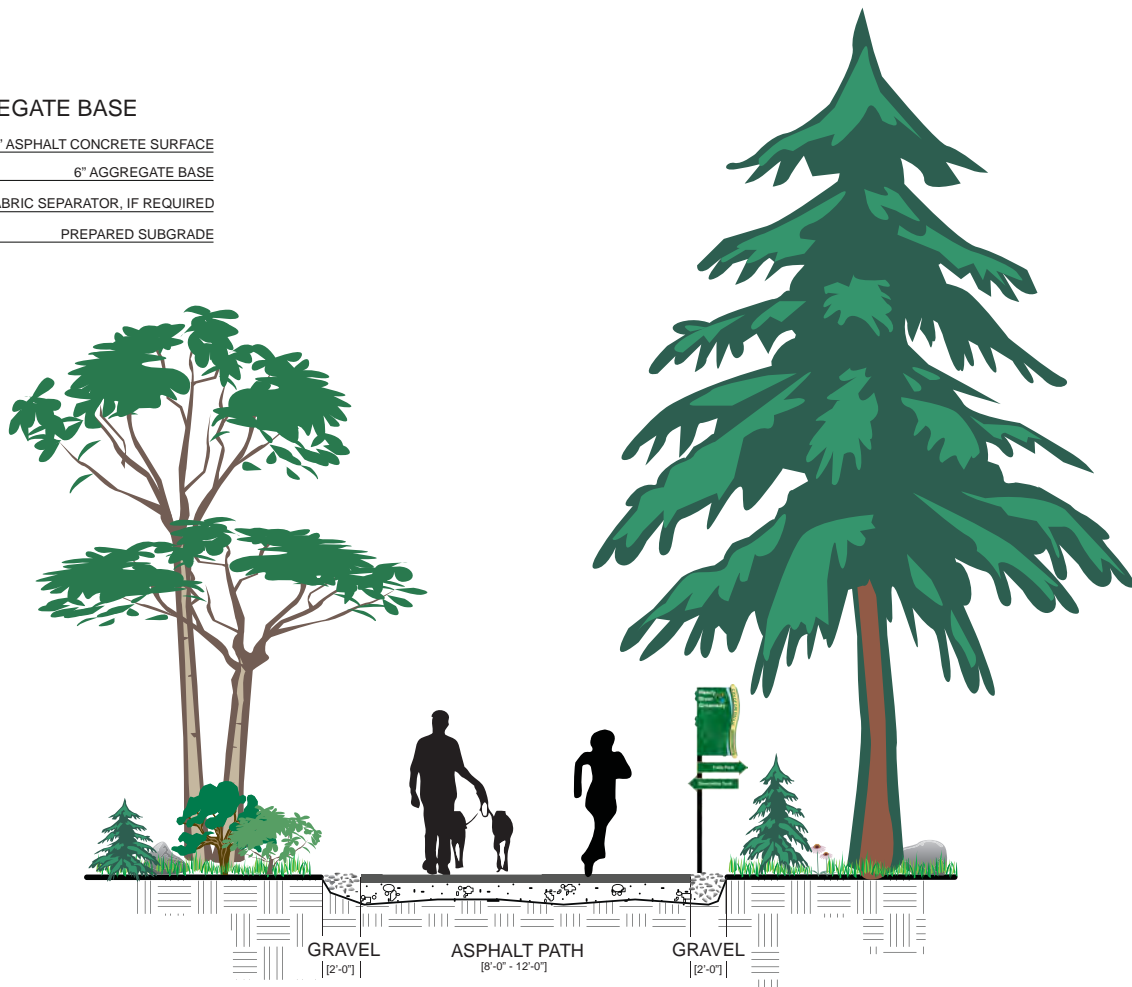 EGATE BASE
" ASPHALT CONCRETE SURFACE
6" AGGREGATE BASE
ABRIC SEPARATOR, IF REQUIRED
PREPARED SUBGRADE
Greenway
GRAVEL
[2'-0"]
ASPHALT PATH
[8'-0" - 12'-0"]
GRAVEL
[2'-0"]